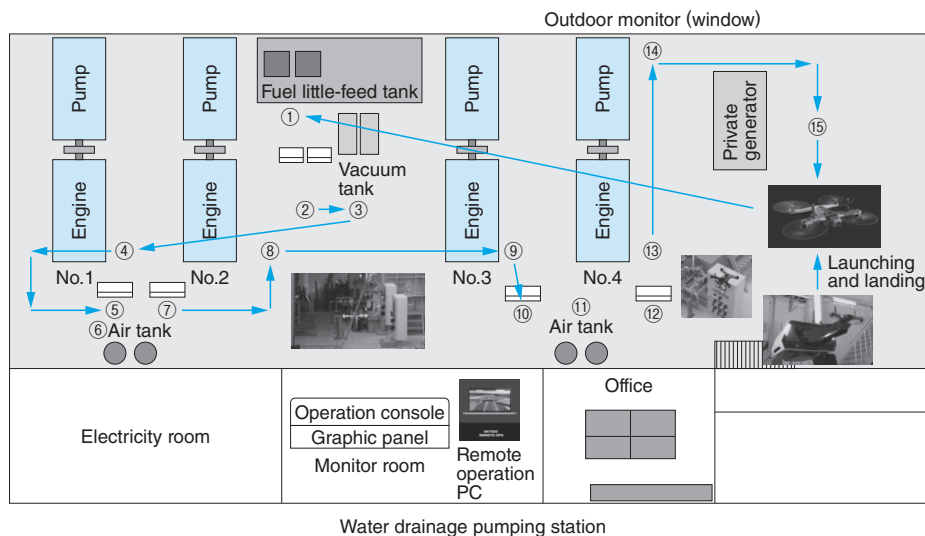 Outdoor monitor (window)
Pump
Pump
Fuel little-feed tank
Pump
Pump
⑭
Private
generator
⑮
①
Vacuum
tank
Engine
Engine
Engine
Engine
②
③
④
⑧
⑨
⑬
No.1
No.2
No.3
No.4
Launching
and landing
⑤
⑦
⑩
⑪
⑫
⑥ Air tank
Air tank
Electricity room
Operation console
Graphic panel
Monitor room
Remote
operation
PC
Office
Water drainage pumping station